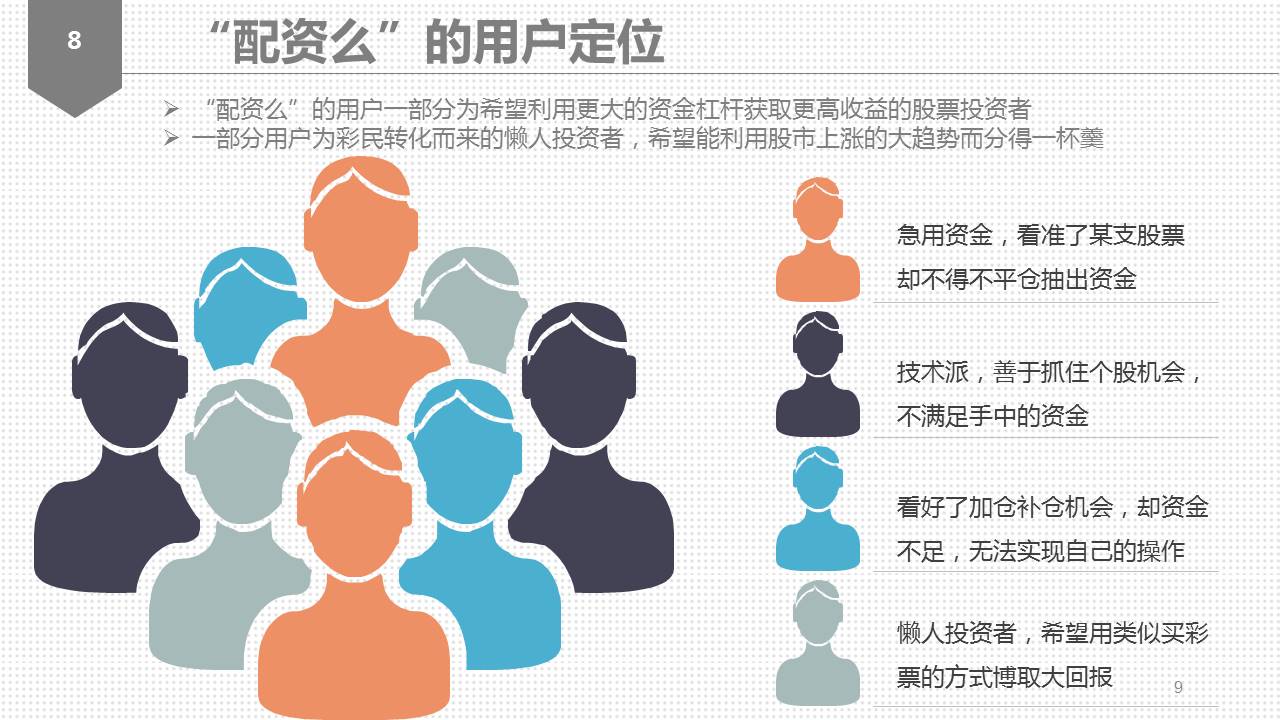 8
“配资么”的用户定位
“配资么”的用户一部分为希望利用更大的资金杠杆获取更高收益的股票投资者
一部分用户为彩民转化而来的懒人投资者，希望能利用股市上涨的大趋势而分得一杯羹
急用资金，看准了某支股票
却不得不平仓抽出资金
技术派，善于抓住个股机会，
不满足手中的资金
看好了加仓补仓机会，却资金
不足，无法实现自己的操作
懒人投资者，希望用类似买彩
票的方式博取大回报
9